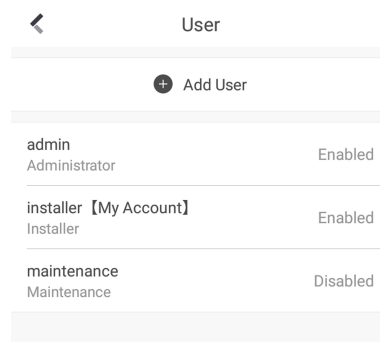 User
Add User
admin
Administrator
Enabled
installer【My Account】
Installer
Enabled
maintenance
Maintenance
Disabled